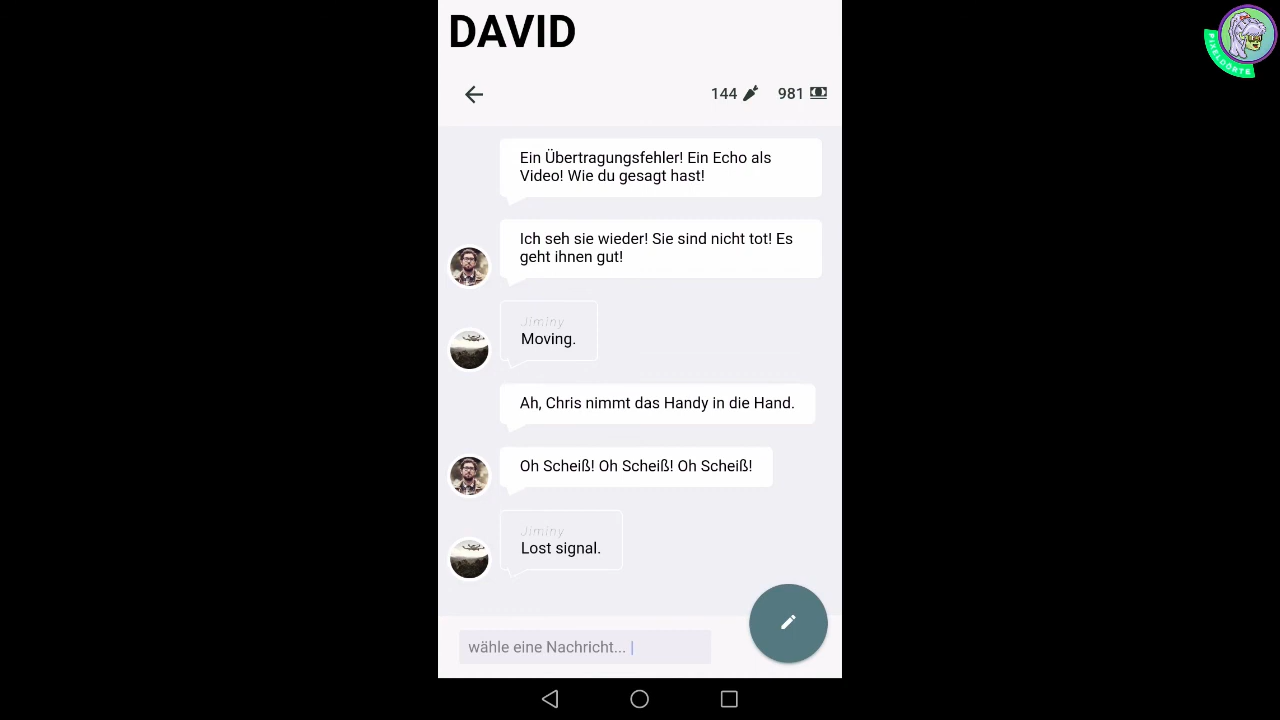 DAVID
144
981
Ein Übertragungsfehler! Ein Echo als
Video! Wie du gesagt hast!
Ich seh sie wieder! Sie sind nicht tot! Es
geht ihnen gut!
Jiminy
Moving.
Ah, Chris nimmt das Handy in die Hand.
Oh Scheiß! Oh Scheiß! Oh Scheiß!
Jiminy
Lost signal.
wähle eine Nachricht...
PIXELDÖRTE